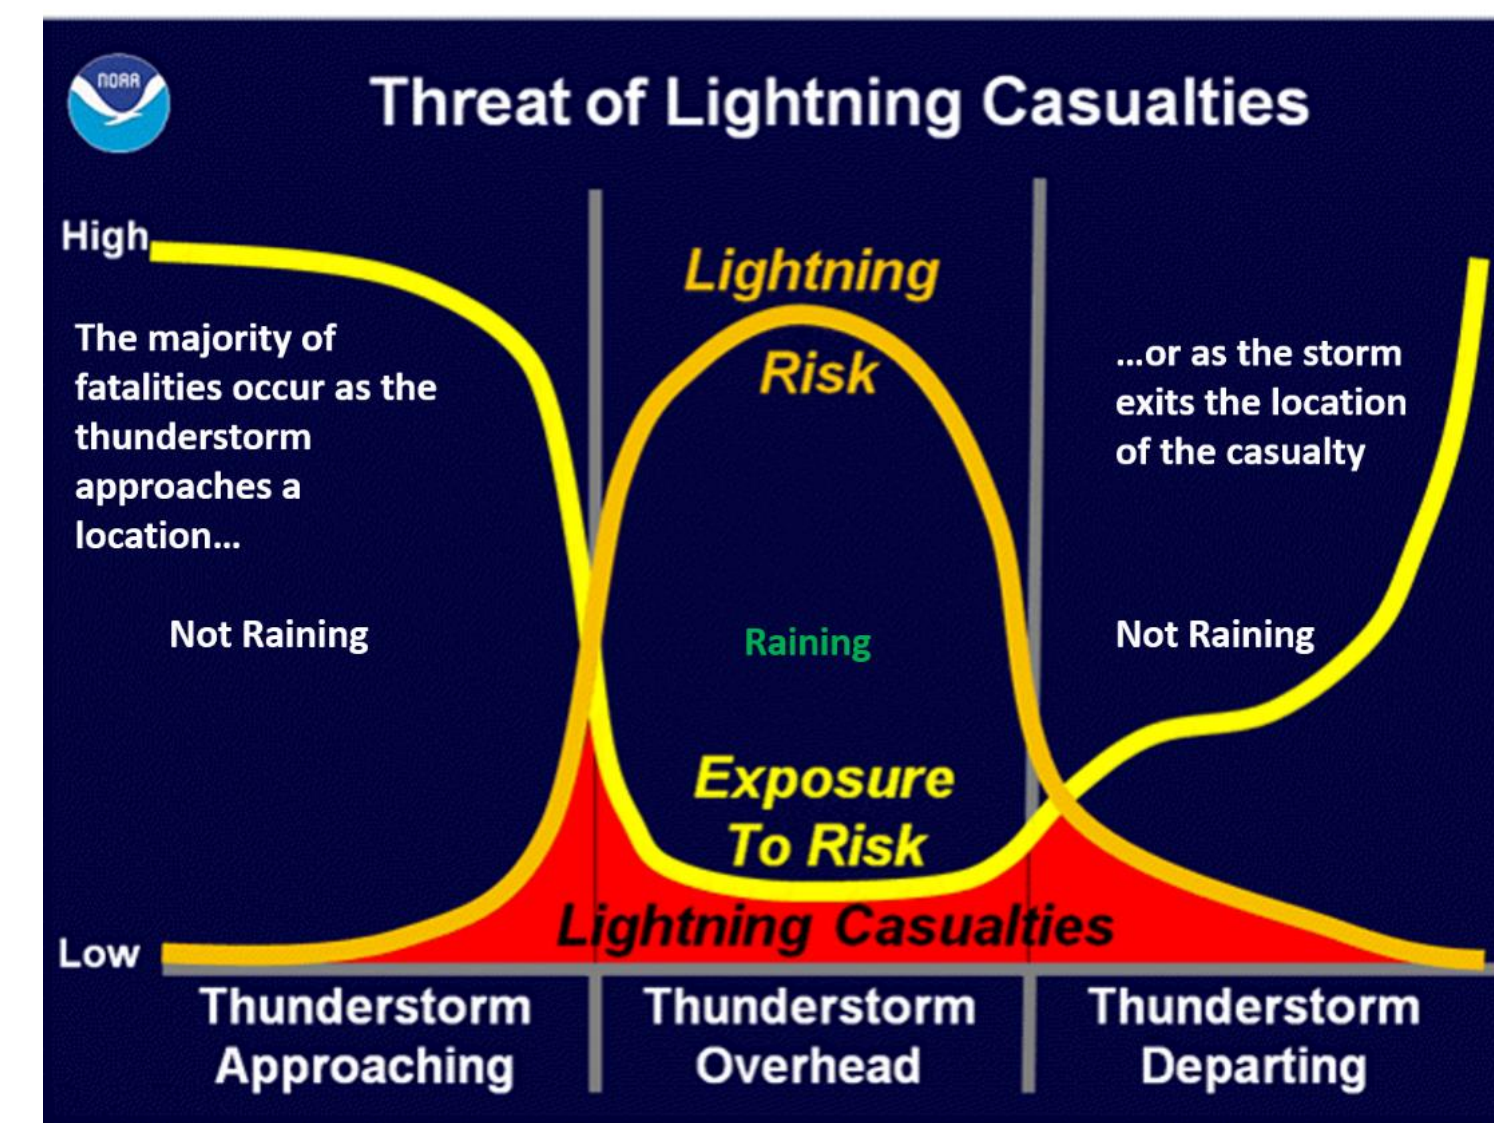 NOAA
Threat of Lightning Casualties
High
The majority of
fatalities occur as the
thunderstorm
approaches a
location...
Not Raining
Lightning
Risk
Raining
Exposure
To Risk
Lightning Casualties
...or as the storm
exits the location
of the casualty
Not Raining
Low
Thunderstorm
Approaching
Thunderstorm
Overhead
Thunderstorm
Departing